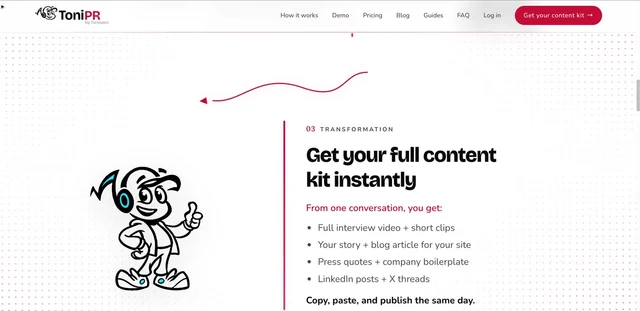 ToniPR
How it works
Demo
Pricing
Blog
Guides
FAQ
Log in
Get your content kit →
03 TRANSFORMATION
Get your full content
kit instantly
From one conversation, you get:
• Full interview video + short clips
• Your story + blog article for your site
• Press quotes + company boilerplate
• LinkedIn posts + X threads
Copy, paste, and publish the same day.